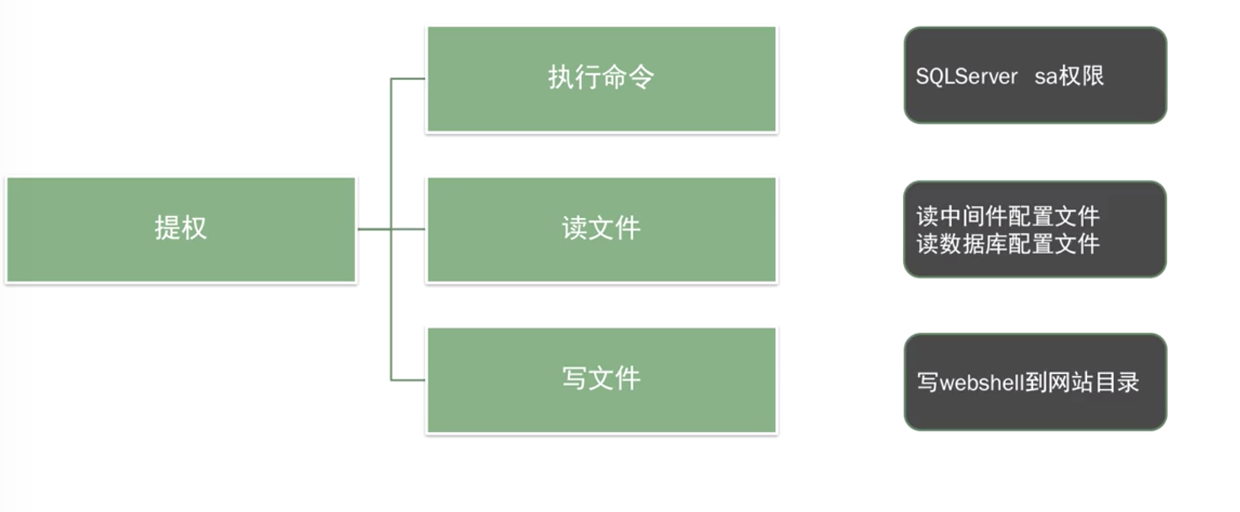 提权
执行命令
SQLServer sa权限
读文件
读中间件配置文件
读数据库配置文件
写文件
写webshell到网站目录